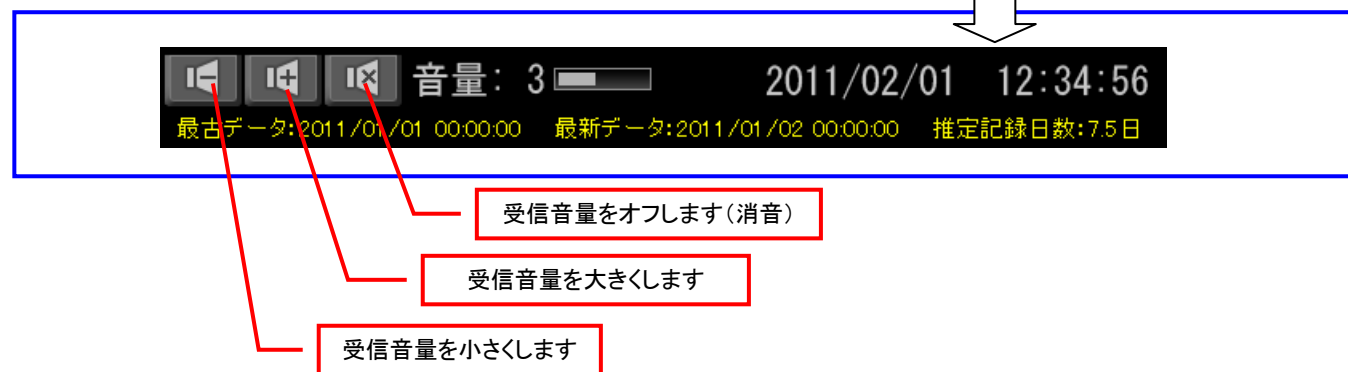 音量: 3 2011/02/01 12:34:56
最古データ:2011/01/01 00:00:00 最新データ:2011/01/02 00:00:00 推定記録日数:7.5日
受信音量をオフします(消音)
受信音量を大きくします
受信音量を小さくします